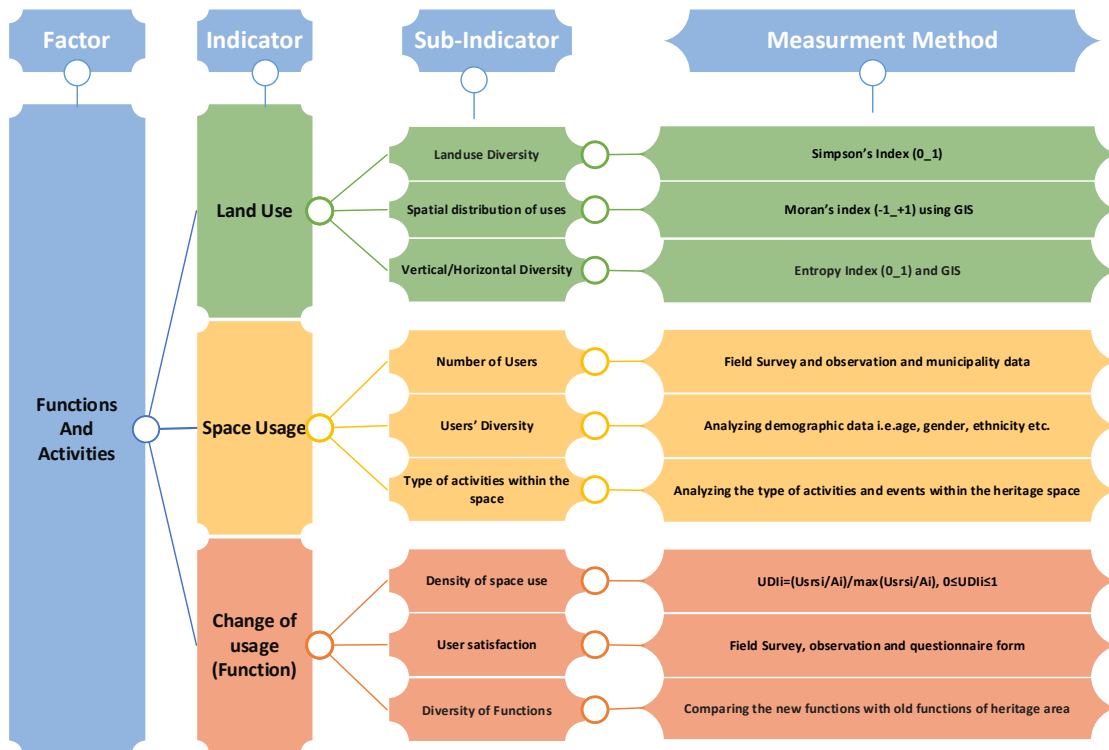 Factor
Indicator
Sub-Indicator
Measurment Method
Functions
And
Activities
Land Use
Landuse Diversity
Simpson's Index (0_1)
Spatial distribution of uses
Moran's index (-1_+1) using GIS
Vertical/Horizontal Diversity
Entropy Index (0_1) and GIS
Space Usage
Number of Users
Field Survey and observation and municipality data
Users' Diversity
Analyzing demographic data i.e.age, gender, ethnicity etc.
Type of activities within the
space
Analyzing the type of activities and events within the heritage space
Change of
usage
(Function)
Density of space use
UDIi=(Usrsi/Ai)/max(Usrsi/Ai), 0≤UDIi≤1
User satisfaction
Field Survey, observation and questionnaire form
Diversity of Functions
Comparing the new functions with old functions of heritage area